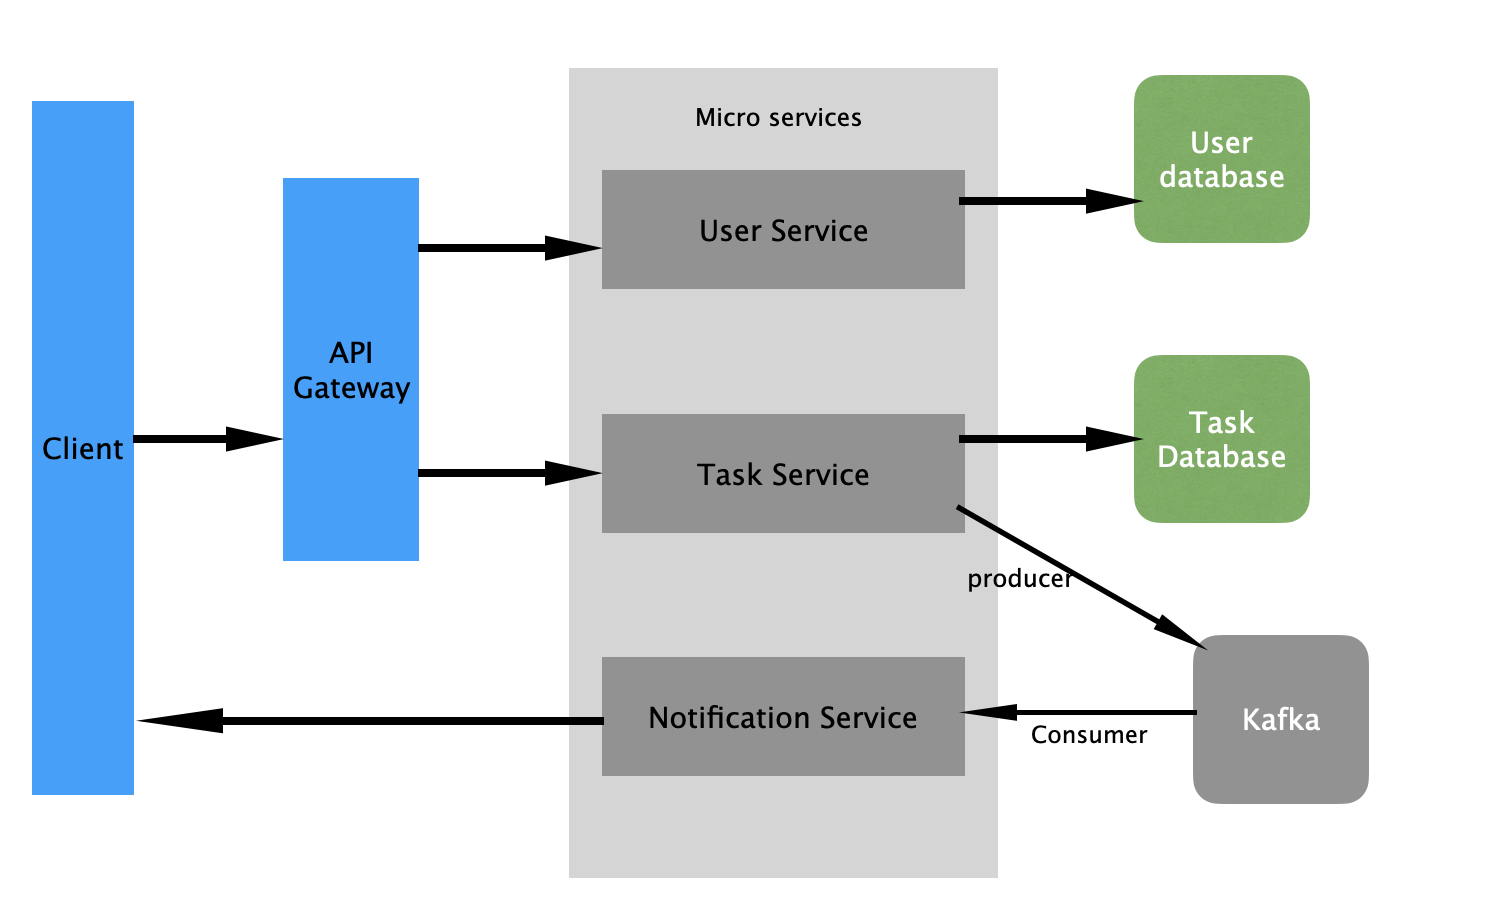 Micro services
User
database
User Service
API
Gateway
Client
Task Service
Task
Database
producer
Notification Service
Kafka
Consumer